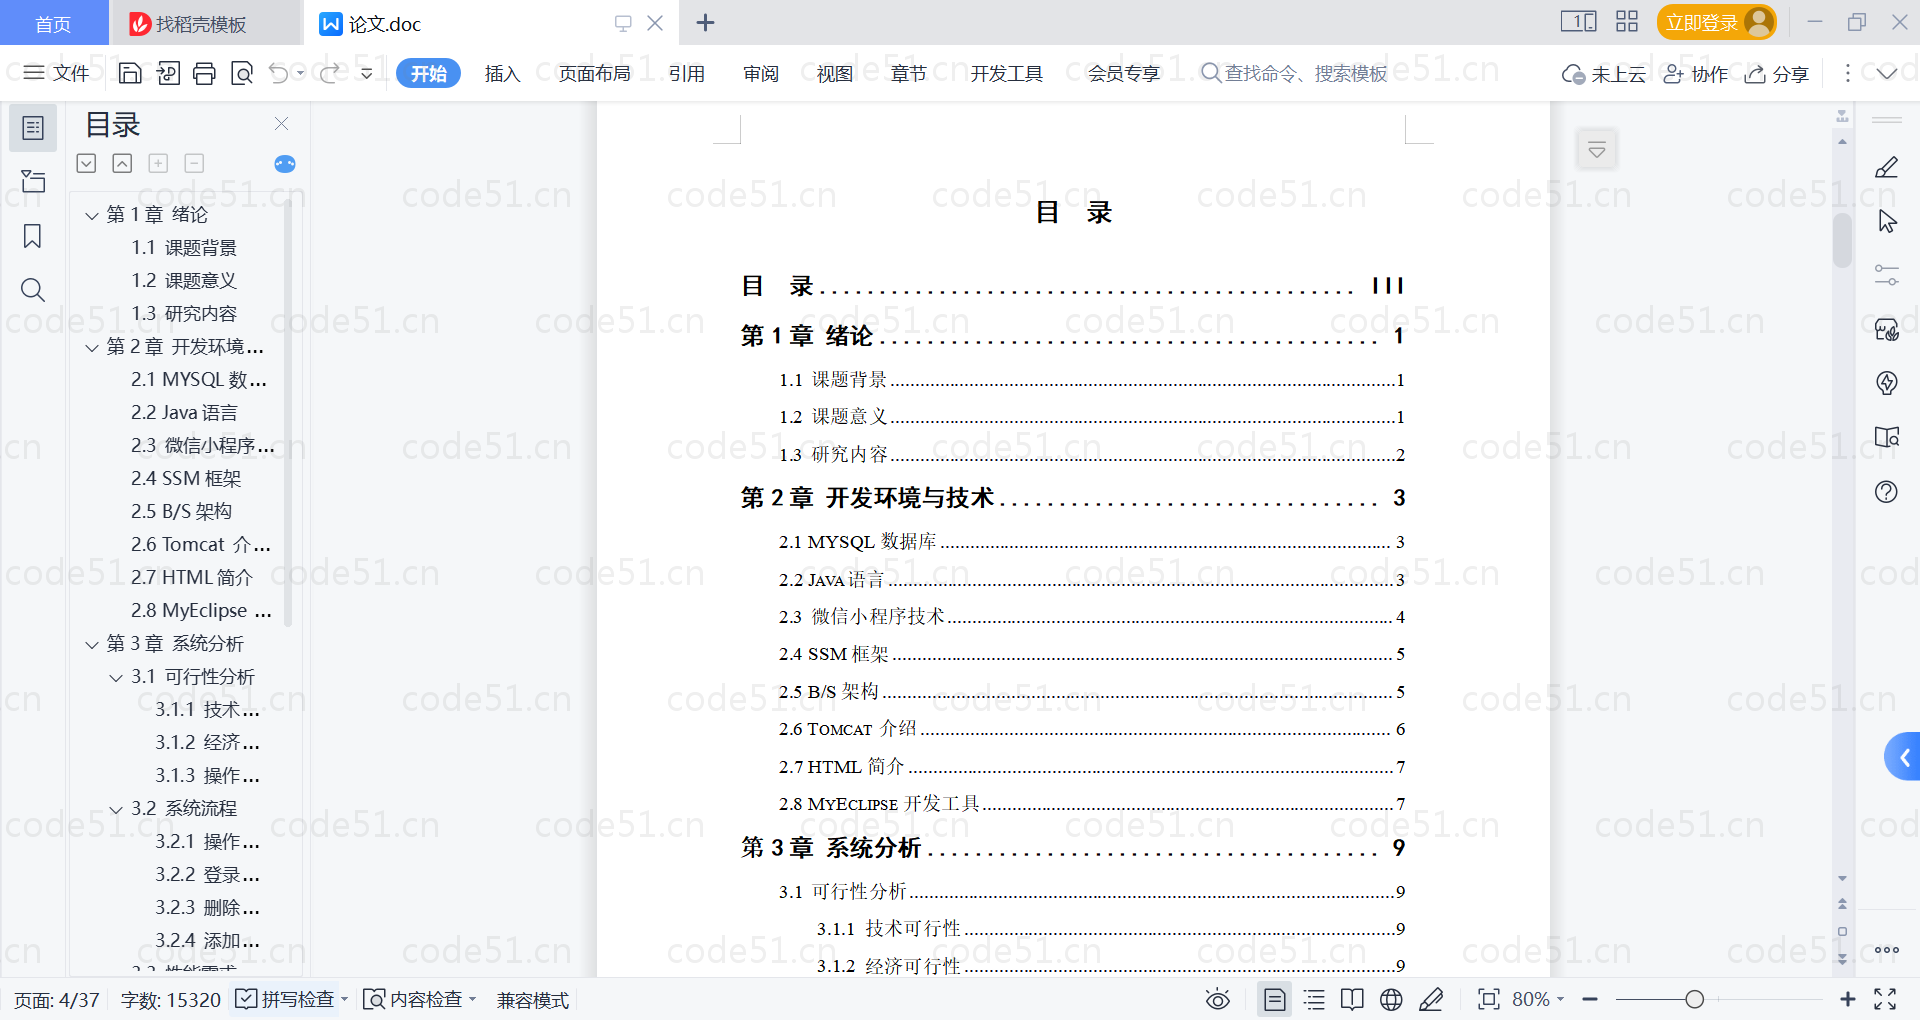 首页
找稻壳模板
论文.doc
立即登录
文件
开始
插入
页面布局
引用
审阅
视图
章节
开发工具
会员专享
查找命令、搜索模板
未上云
协作
分享
目录
第 1 章 绪论
1.1 课题背景
1.2 课题意义
1.3 研究内容
第 2 章 开发环境...
2.1 MYSQL 数...
2.2 Java 语言
2.3 微信小程序...
2.4 SSM 框架
2.5 B/S 架构
2.6 Tomcat 介...
2.7 HTML 简介
2.8 MyEclipse ...
第 3 章 系统分析
3.1 可行性分析
3.1.1 技术...
3.1.2 经济...
3.1.3 操作...
3.2 系统流程
3.2.1 操作...
3.2.2 登录...
3.2.3 删除...
3.2.4 添加...
目 录
目 录 III
第 1 章 绪论 1
1.1 课题背景 1
1.2 课题意义 1
1.3 研究内容 2
第 2 章 开发环境与技术 3
2.1 MYSQL 数据库 3
2.2 JAVA 语言 3
2.3 微信小程序技术 4
2.4 SSM 框架 5
2.5 B/S 架构 5
2.6 TOMCAT 介绍 6
2.7 HTML 简介 7
2.8 MYECLIPSE 开发工具 7
第 3 章 系统分析 9
3.1 可行性分析 9
3.1.1 技术可行性 9
3.1.2 经济可行性 9
页面: 4/37
字数: 15320
拼写检查
内容检查
兼容模式
80%
code51.cn